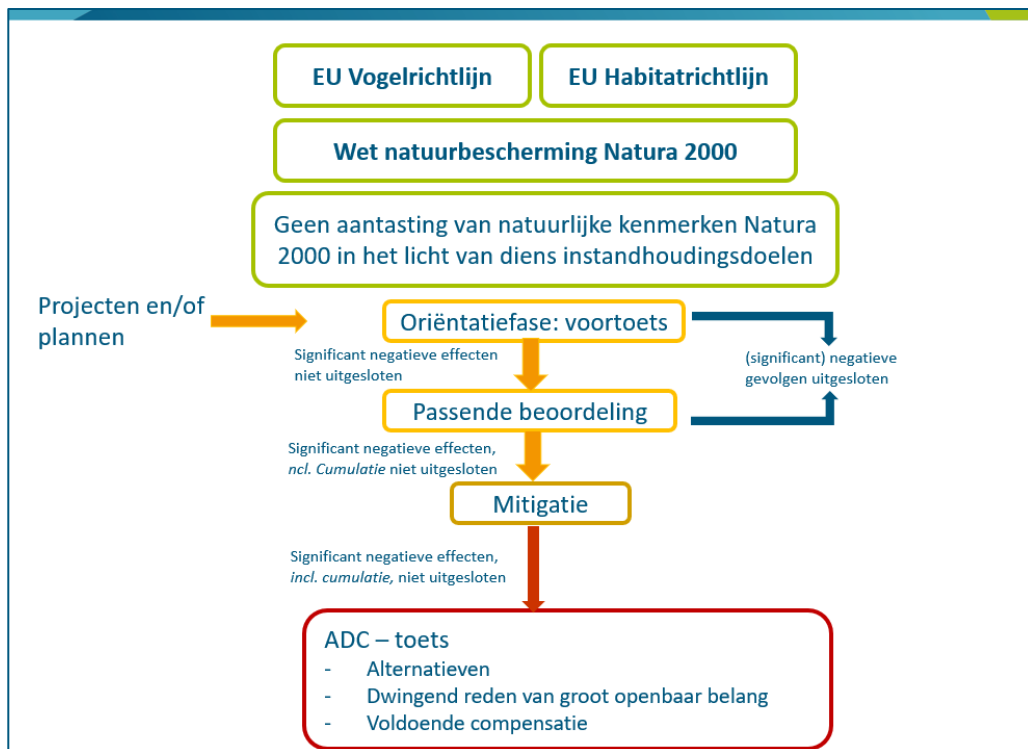 EU Vogelrichtlijn
EU Habitatrichtlijn
Wet natuurbescherming Natura 2000
Geen aantasting van natuurlijke kenmerken Natura
2000 in het licht van diens instandhoudingsdoelen
Projecten en/of
plannen
Oriëntatiefase: voortoets
Significant negatieve effecten
niet uitgesloten
(significant) negatieve
gevolgen uitgesloten
Passende beoordeling
Significant negatieve effecten,
ncl. Cumulatie niet uitgesloten
Mitigatie
Significant negatieve effecten,
incl. cumulatie, niet uitgesloten
ADC – toets
- Alternatieven
- Dwingend reden van groot openbaar belang
- Voldoende compensatie